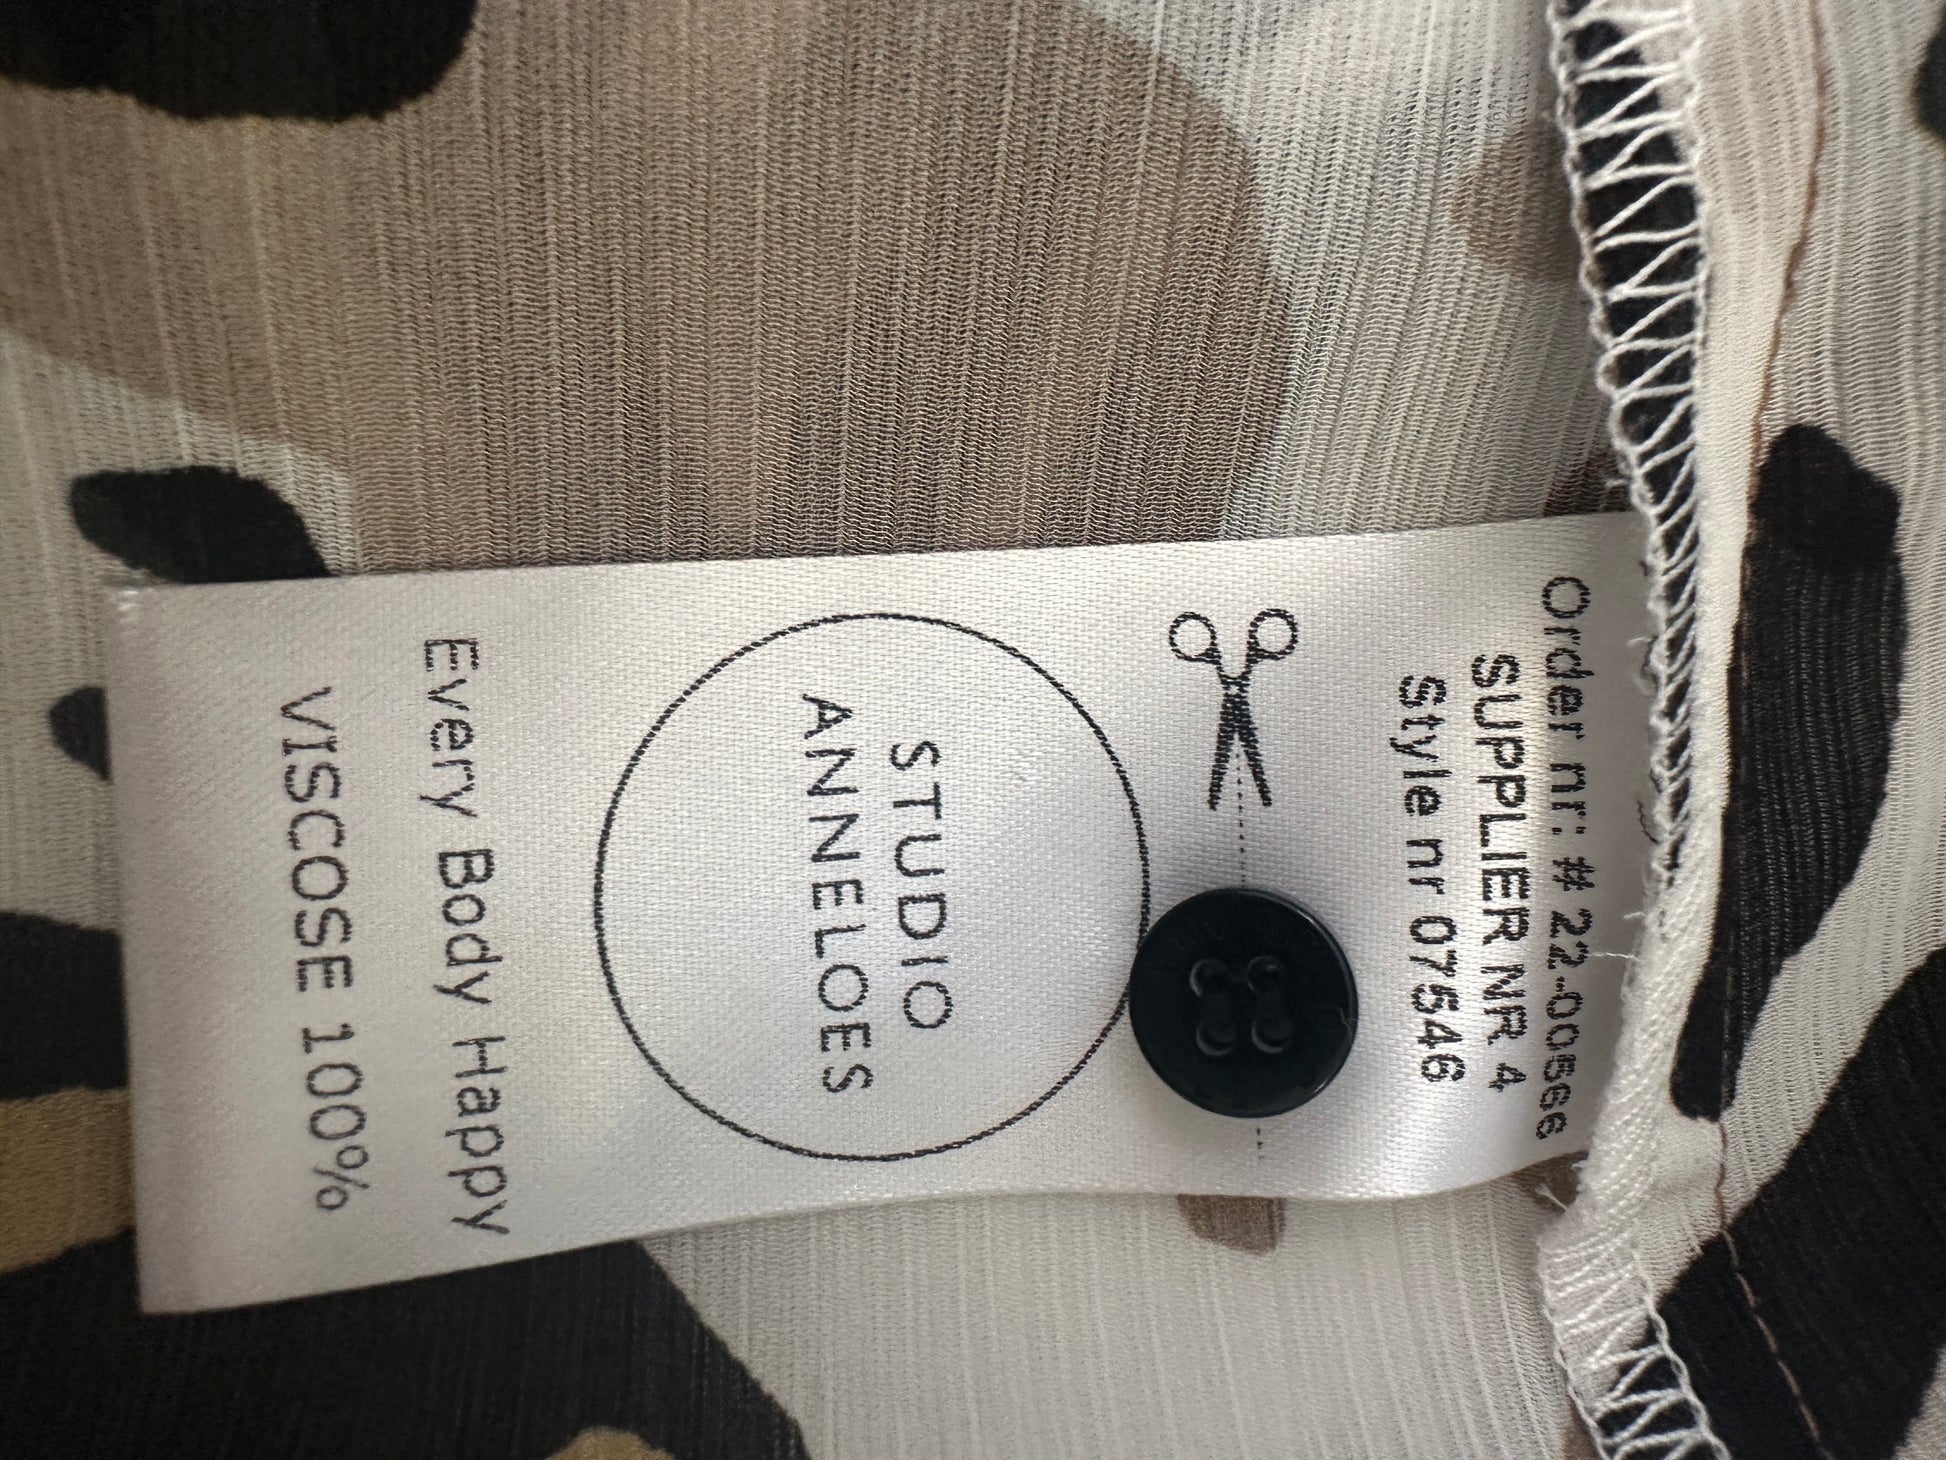 Order nr: # 22-00566
SUPPLIER NR 4
Style nr 07546
STUDIO
ANNELOES
Every Body Happy
VISCOSE 100%